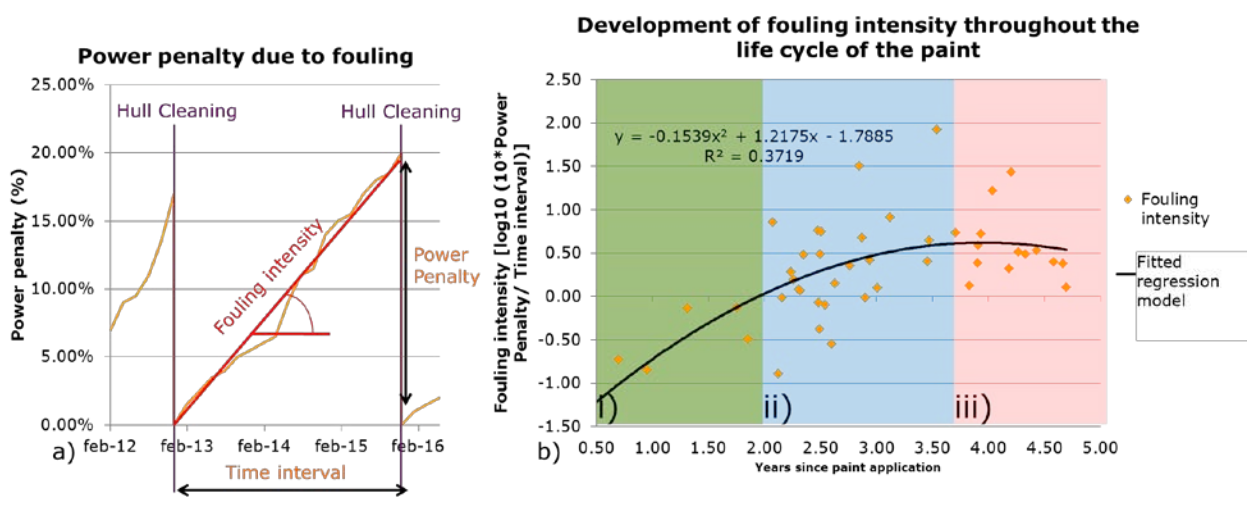 Power penalty due to fouling
25.00%
20.00%
15.00%
10.00%
5.00%
0.00%
Power penalty (%)
Hull Cleaning
Hull Cleaning
Fouling intensity
Power
Penalty
feb-12
feb-13
feb-14
feb-15
feb-16
a)
Time interval
Development of fouling intensity throughout the
life cycle of the paint
Fouling intensity [log10 (10*Power
Penalty/ Time interval)]
2.50
2.00
1.50
1.00
0.50
0.00
-0.50
-1.00
-1.50
y = -0.1539x² + 1.2175x - 1.7885
R² = 0.3719
i)
ii)
iii)
0.50
1.00
1.50
2.00
2.50
3.00
3.50
4.00
4.50
5.00
b)
Years since paint application
Fouling
intensity
Fitted
regression
model